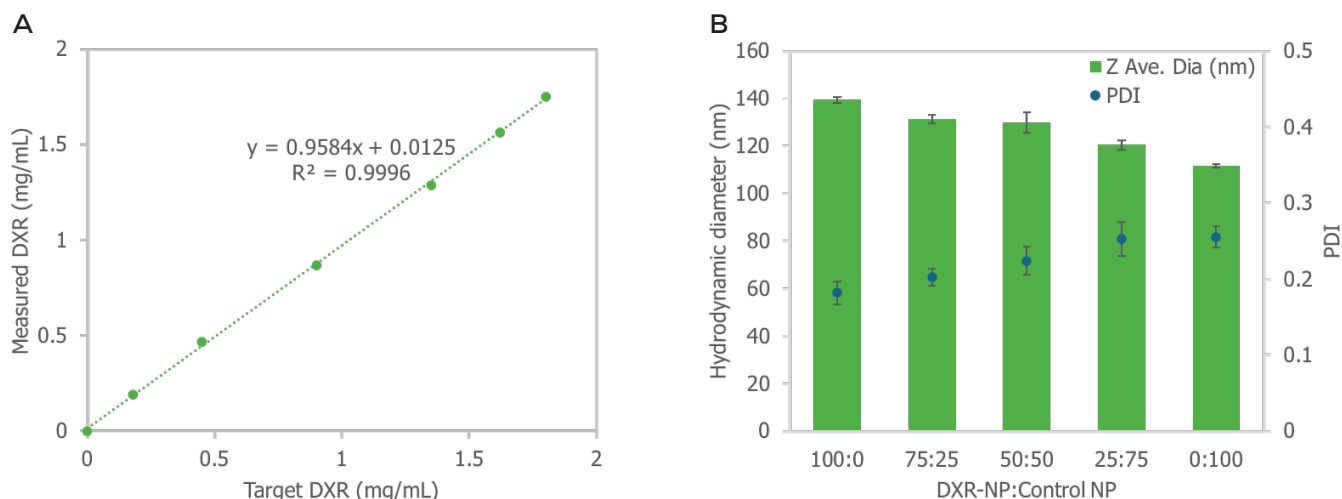 A
2
1.5
1
0.5
0
Measured DXR (mg/mL)
y = 0.9584x + 0.0125
R² = 0.9996
0
0.5
1
1.5
2
Target DXR (mg/mL)
B
160
140
120
100
80
60
40
20
0
Hydrodynamic diameter (nm)
Z Ave. Dia (nm)
PDI
0.5
0.4
0.3
0.2
0.1
0
PDI
100:0
75:25
50:50
25:75
0:100
DXR-NP:Control NP